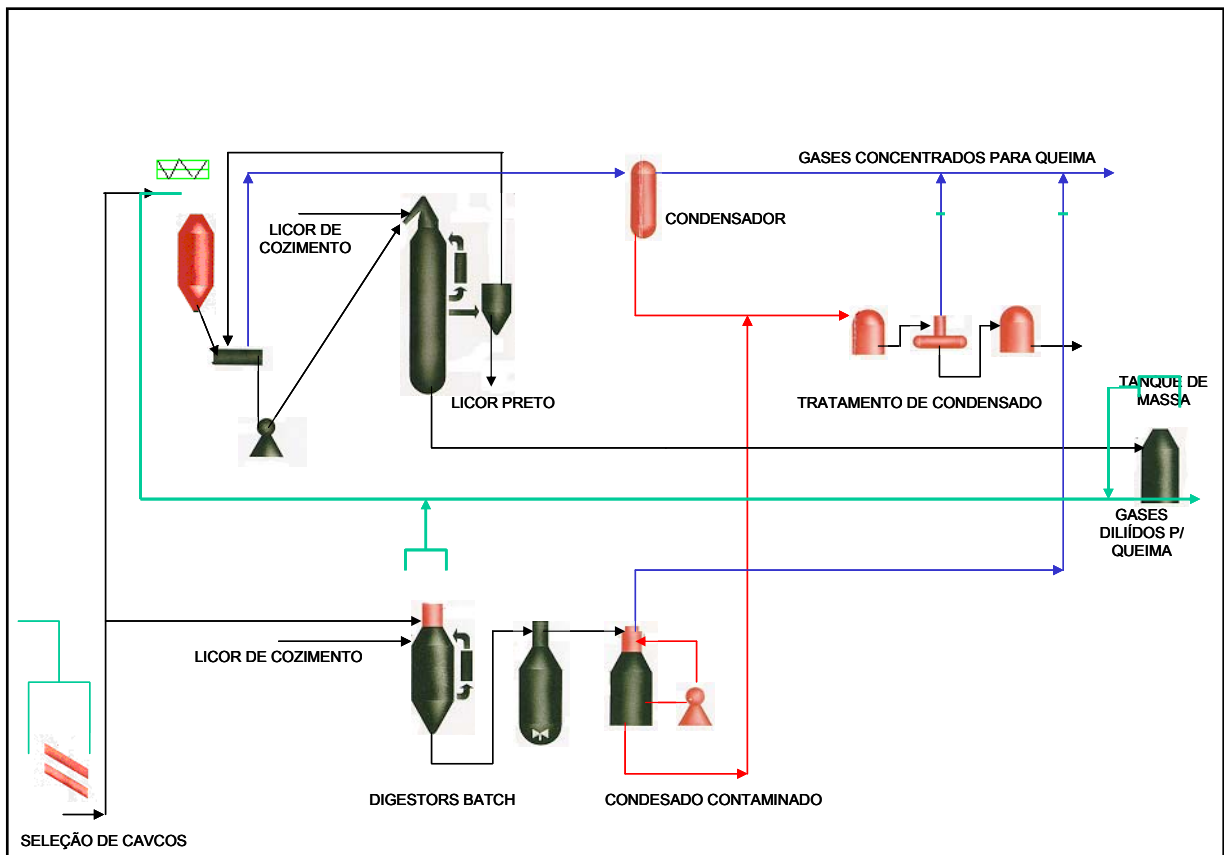 GASES CONCENTRADOS PARA QUEIMA
LICOR DE
COZIMENTO
CONDENSADOR
LICOR PRETO
TRATAMENTO DE CONDENSADO
TANQUE DE
MASSA
GASES
DILIÍDOS P/
QUEIMA
LICOR DE COZIMENTO
DIGESTORS BATCH
CONDESADO CONTAMINADO
SELEÇÃO DE CAVCOS